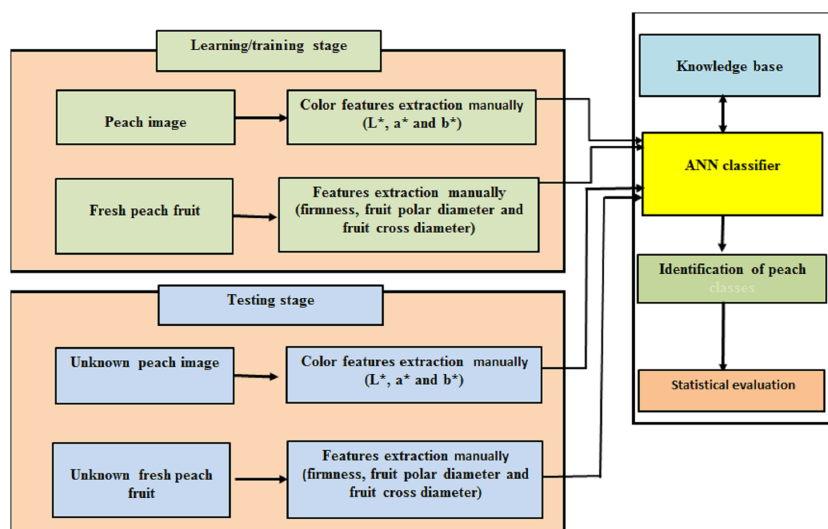 Learning/training stage
Peach image
Color features extraction manually
(L*, a* and b*)
Fresh peach fruit
Features extraction manually
(firmness, fruit polar diameter and
fruit cross diameter)
Testing stage
Unknown peach image
Color features extraction manually
(L*, a* and b*)
Unknown fresh peach
fruit
Features extraction manually
(firmness, fruit polar diameter and
fruit cross diameter)
Knowledge base
ANN classifier
Identification of peach
classes
Statistical evaluation